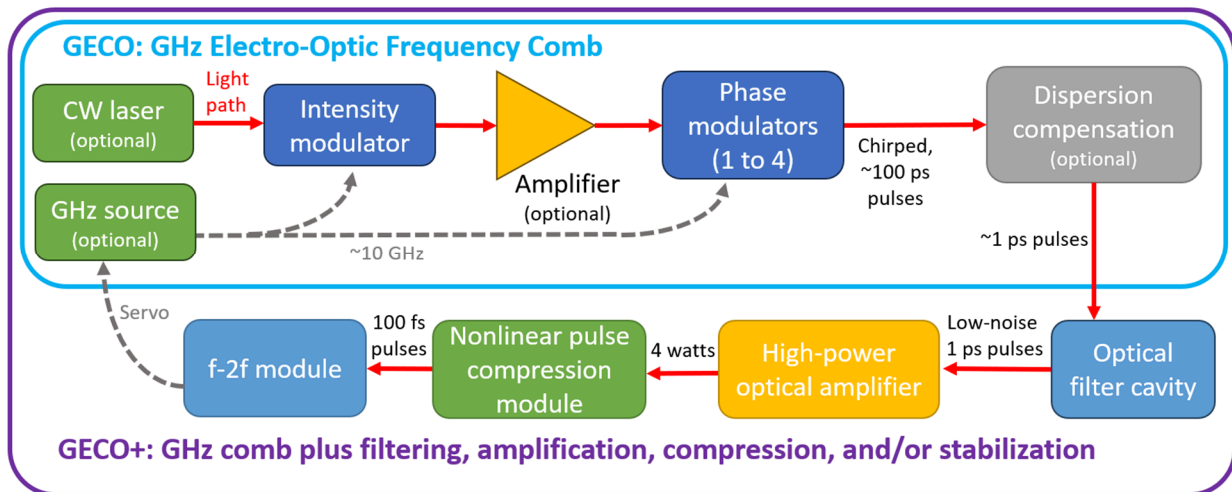 GECO: GHz Electro-Optic Frequency Comb
CW laser
(optional)
Light
path
Intensity
modulator
Amplifier
(optional)
Phase
modulators
(1 to 4)
Chirped,
~100 ps
pulses
Dispersion
compensation
(optional)
GHz source
(optional)
~10 GHz
~1 ps pulses
Servo
f-2f module
100 fs
pulses
Nonlinear pulse
compression
module
4 watts
High-power
optical amplifier
Low-noise
1 ps pulses
Optical
filter cavity
GECO+: GHz comb plus filtering, amplification, compression, and/or stabilization